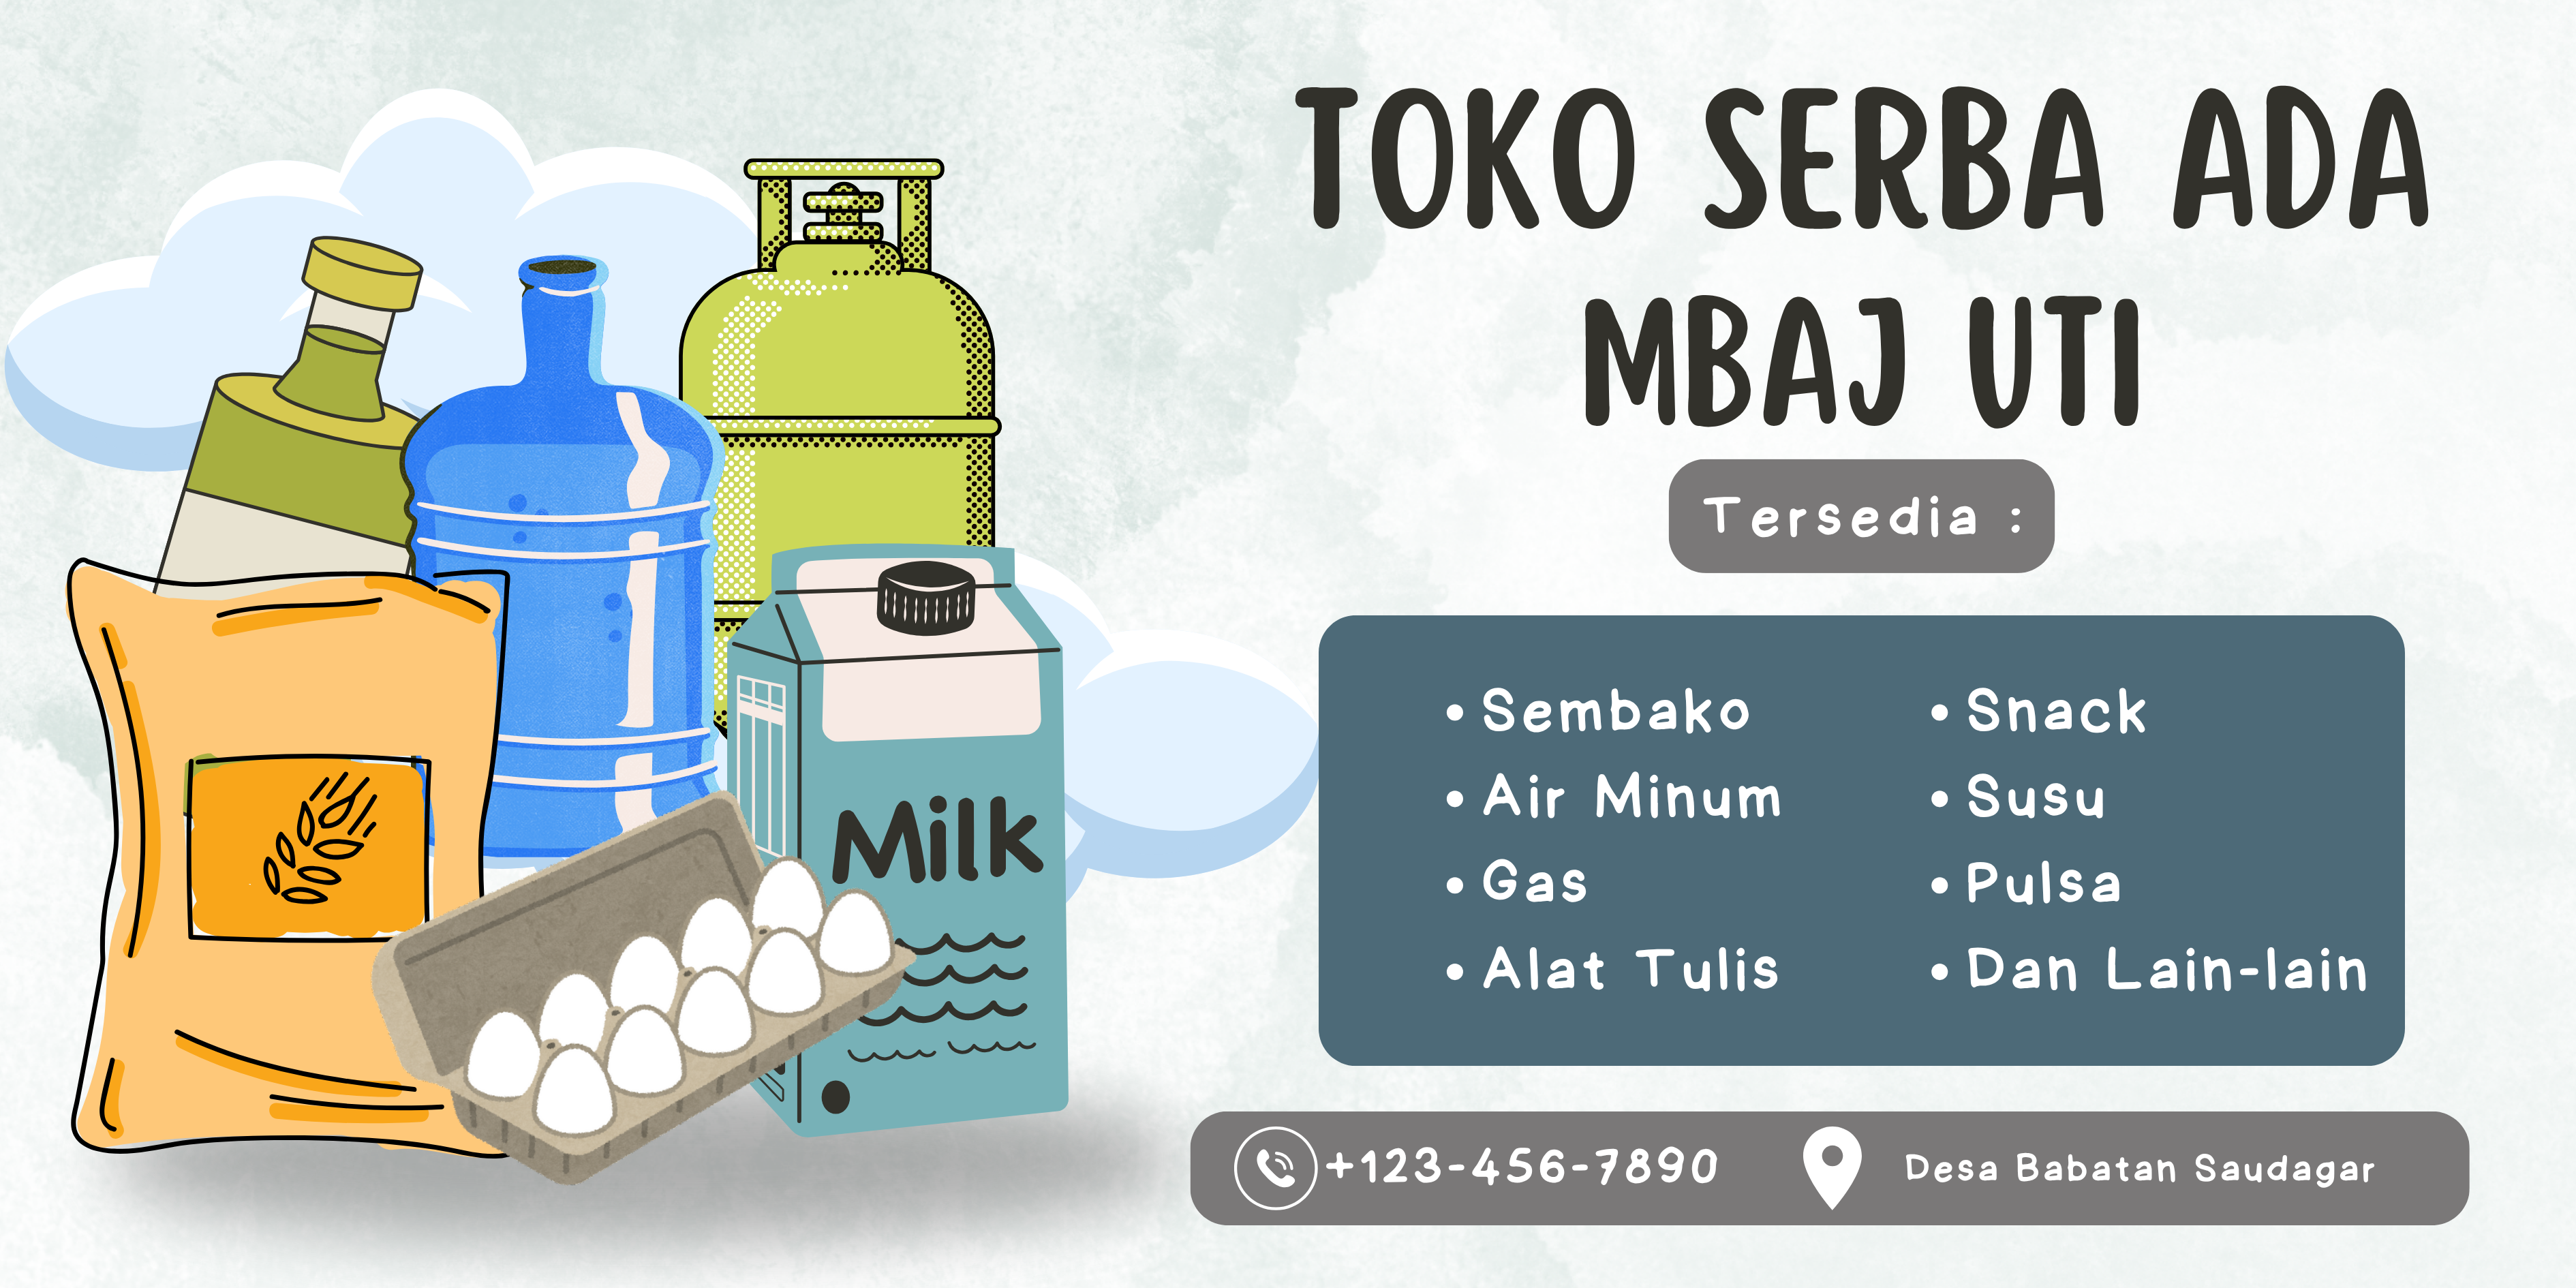 TOKO SERBA ADA
MBAJ UTI
Tersedia :
• Sembako
• Air Minum
• Gas
• Alat Tulis
• Snack
• Susu
• Pulsa
• Dan Lain-lain
Milk
+123-456-7890
Desa Babatan Saudagar